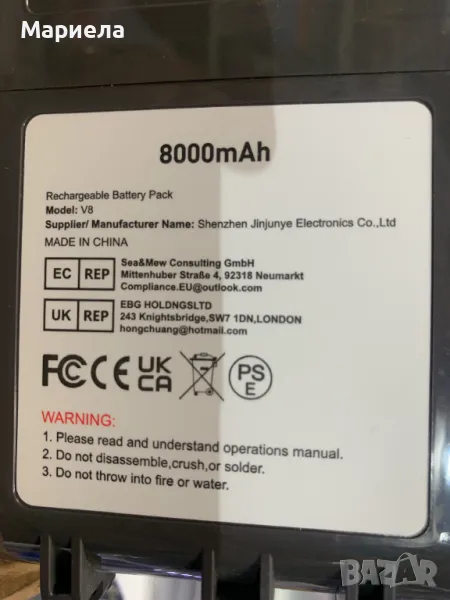 Мариела
8000mAh
Rechargeable Battery Pack
Model: V8
Supplier/ Manufacturer Name: Shenzhen Jinjunye Electronics Co.,Ltd
MADE IN CHINA
EC REP
Sea&Mew Consulting GmbH
Mittenhuber Straße 4, 92318 Neumarkt
Compliance.EU@outlook.com
UK REP
EBG HOLDNGSLTD
243 Knightsbridge,SW7 1DN,LONDON
hongchuang@hotmail.com
FC CE UK CA PS E
WARNING:
1. Please read and understand operations manual.
2. Do not disassemble,crush,or solder.
3. Do not throw into fire or water.
BAZAR